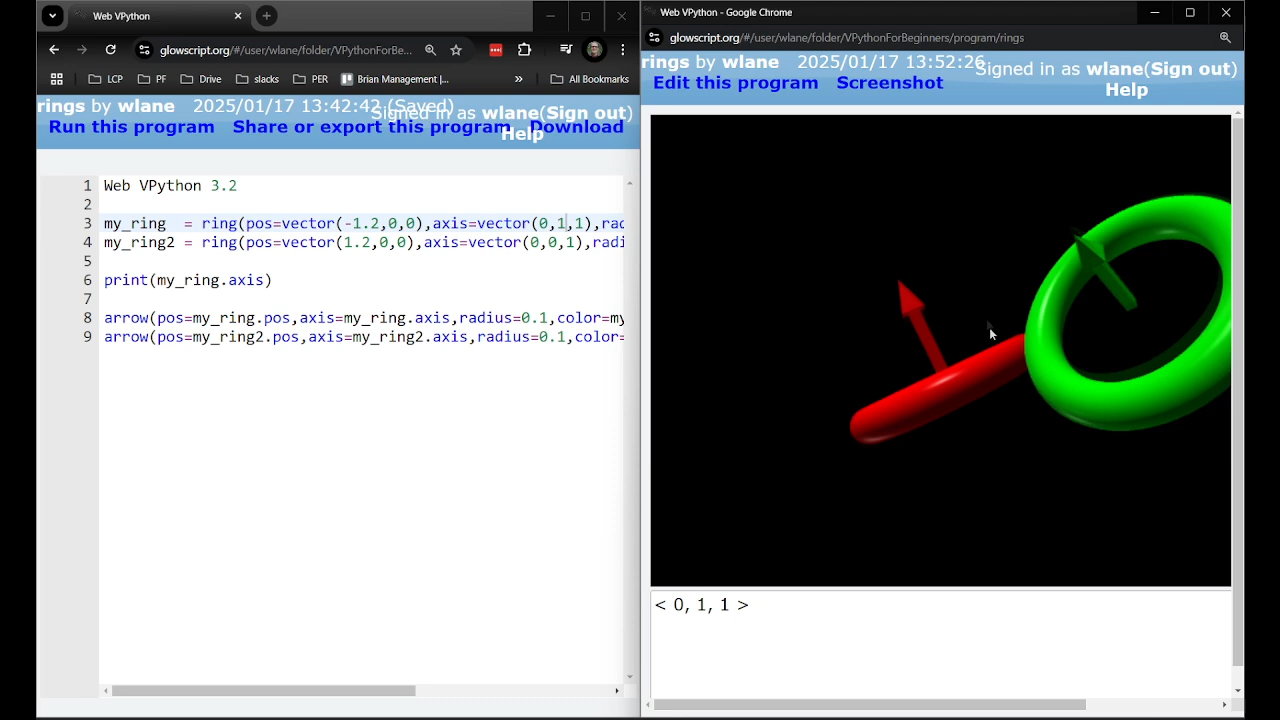 Web VPython
glowscript.org/#/user/wlane/folder/VPythonForBe...
LCP
PF
Drive
slacks
PER
Brian Management |...
»
All Bookmarks
rings by wlane 2025/01/17 13:42:42 (Saved)
Signed in as wlane(Sign out)
Run this program Share or export this program Download
Help
1 Web VPython 3.2
2
3 my_ring = ring(pos=vector(-1.2,0,0),axis=vector(0,1,1),rad
4 my_ring2 = ring(pos=vector(1.2,0,0),axis=vector(0,0,1),radi
5
6 print(my_ring.axis)
7
8 arrow(pos=my_ring.pos,axis=my_ring.axis,radius=0.1,color=my
9 arrow(pos=my_ring2.pos,axis=my_ring2.axis,radius=0.1,color=
Web VPython - Google Chrome
glowscript.org/#/user/wlane/folder/VPythonForBeginners/program/rings
rings by wlane 2025/01/17 13:52:26
Signed in as wlane(Sign out)
Edit this program Screenshot
Help
< 0, 1, 1 >